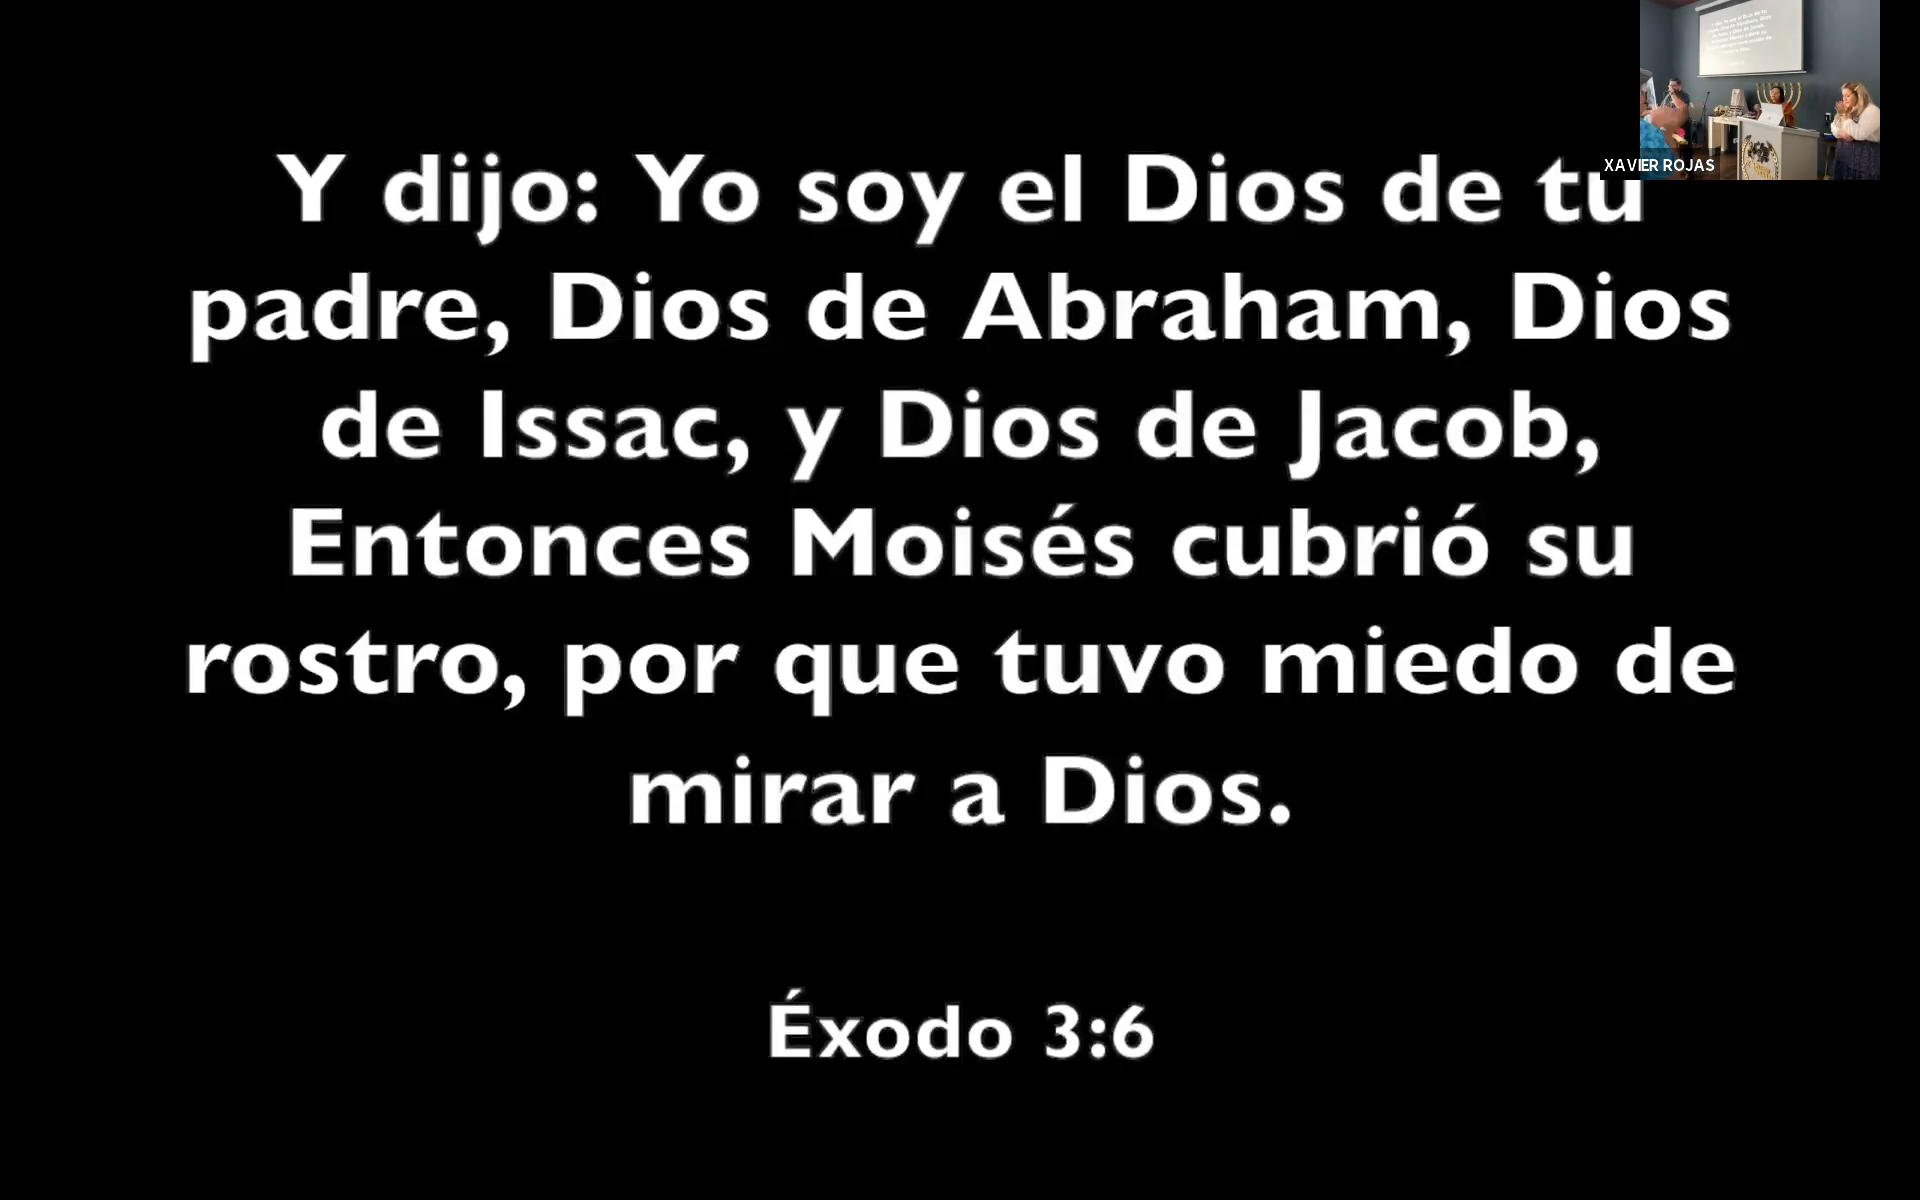 Y dijo: Yo soy el Dios de tu
padre, Dios de Abraham, Dios
de Issac, y Dios de Jacob,
Entonces Moisés cubrió su
rostro, por que tuvo miedo de
mirar a Dios.
Éxodo 3:6
XAVIER ROJAS